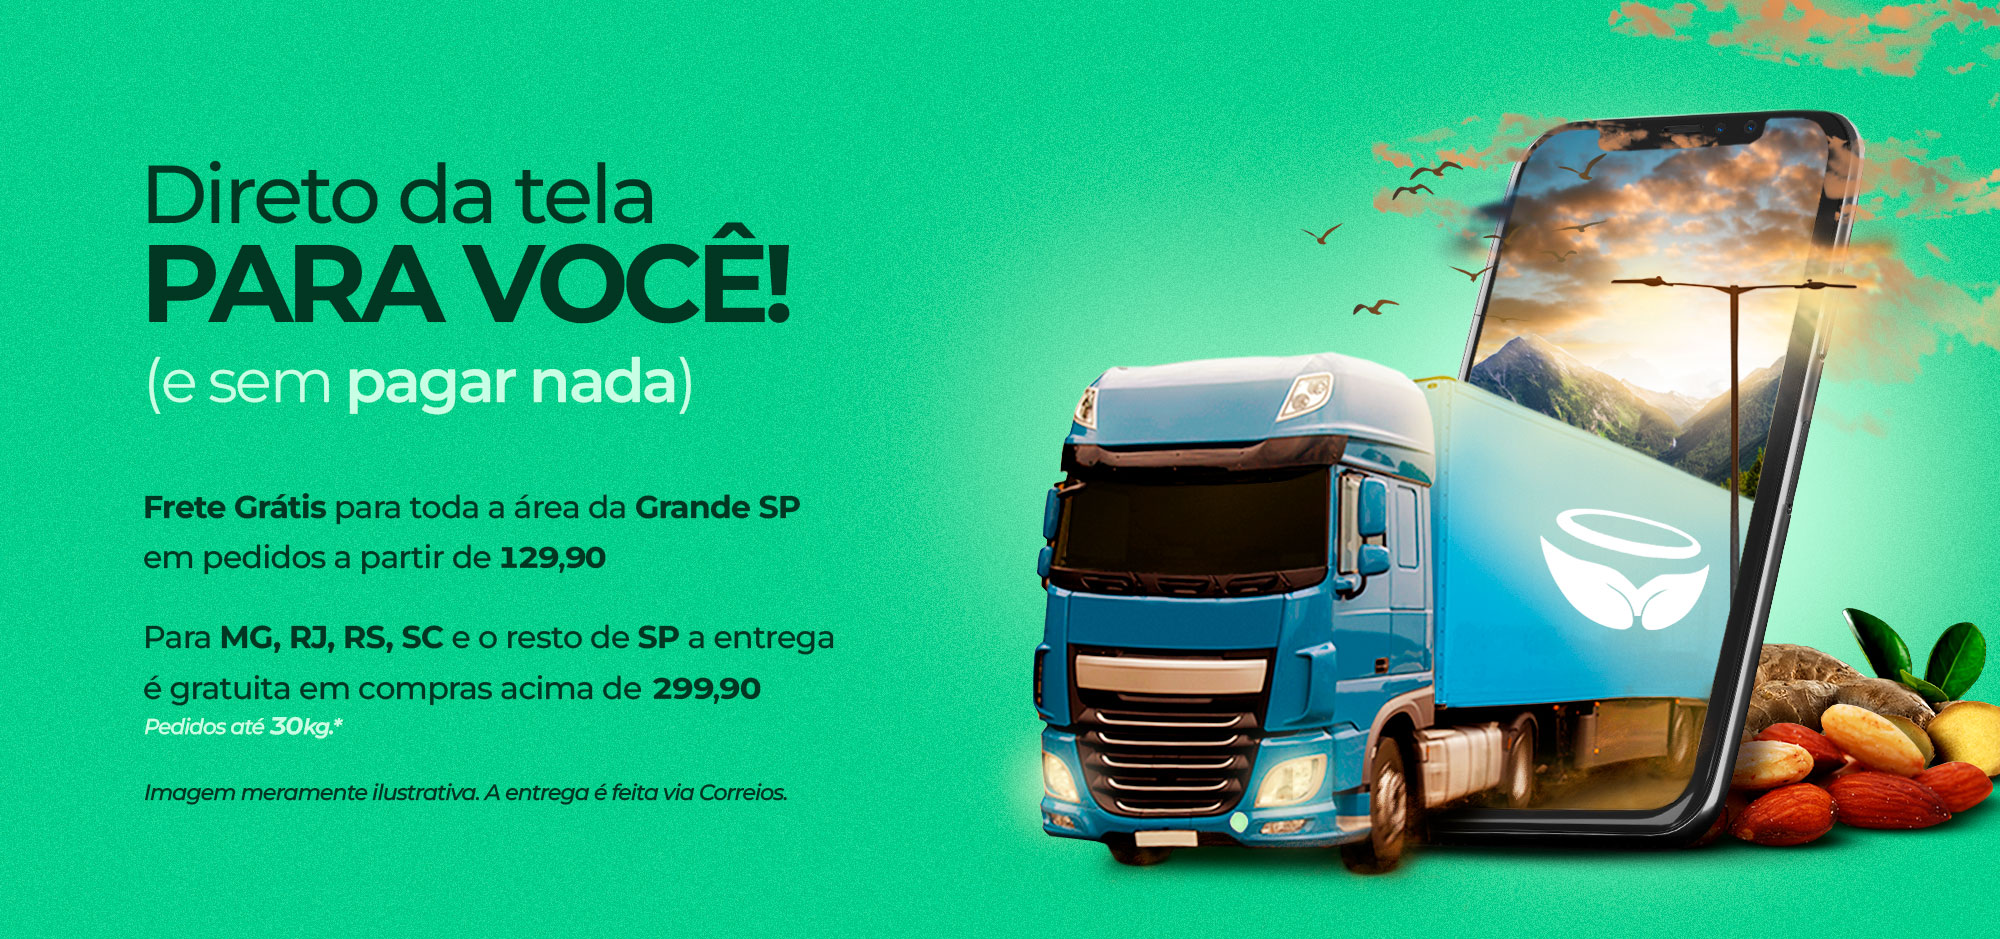 Direto da tela
PARA VOCÊ!
(e sem pagar nada)
Frete Grátis para toda a área da Grande SP
em pedidos a partir de 129,90
Para MG, RJ, RS, SC e o resto de SP a entrega
é gratuita em compras acima de 299,90
Pedidos até 30kg.*
Imagem meramente ilustrativa. A entrega é feita via Correios.